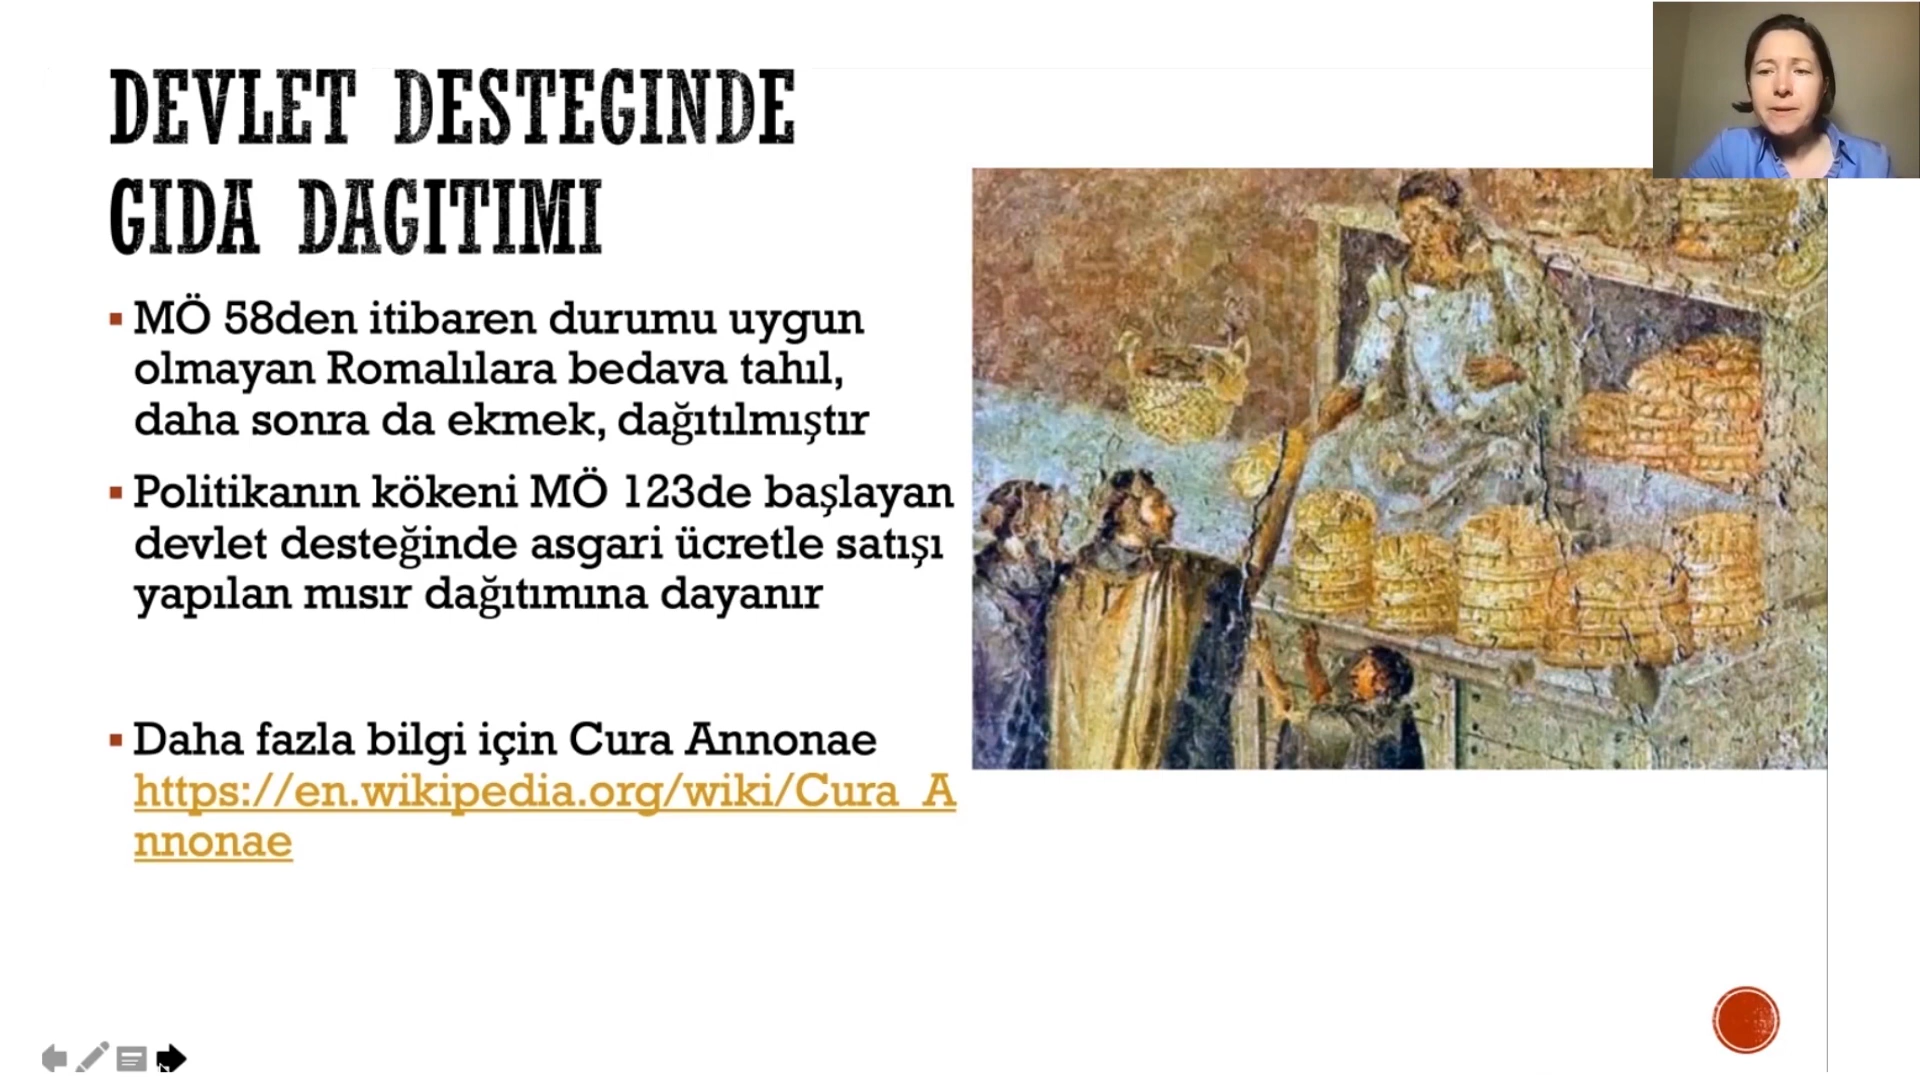 DEVLET DESTEGINDE
GIDA DAGITIMI
MÖ 58den itibaren durumu uygun
olmayan Romalılara bedava tahıl,
daha sonra da ekmek, dağıtılmıştır
Politikanın kökeni MÖ 123de başlayan
devlet desteğinde asgari ücretle satışı
yapılan mısır dağıtımına dayanır
Daha fazla bilgi için Cura Annonae
https://en.wikipedia.org/wiki/Cura_A
nnonae